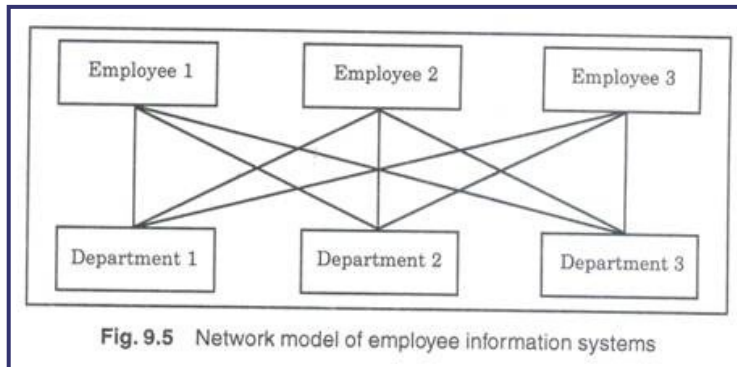 Employee 1
Employee 2
Employee 3
Department 1
Department 2
Department 3
Fig. 9.5 Network model of employee information systems